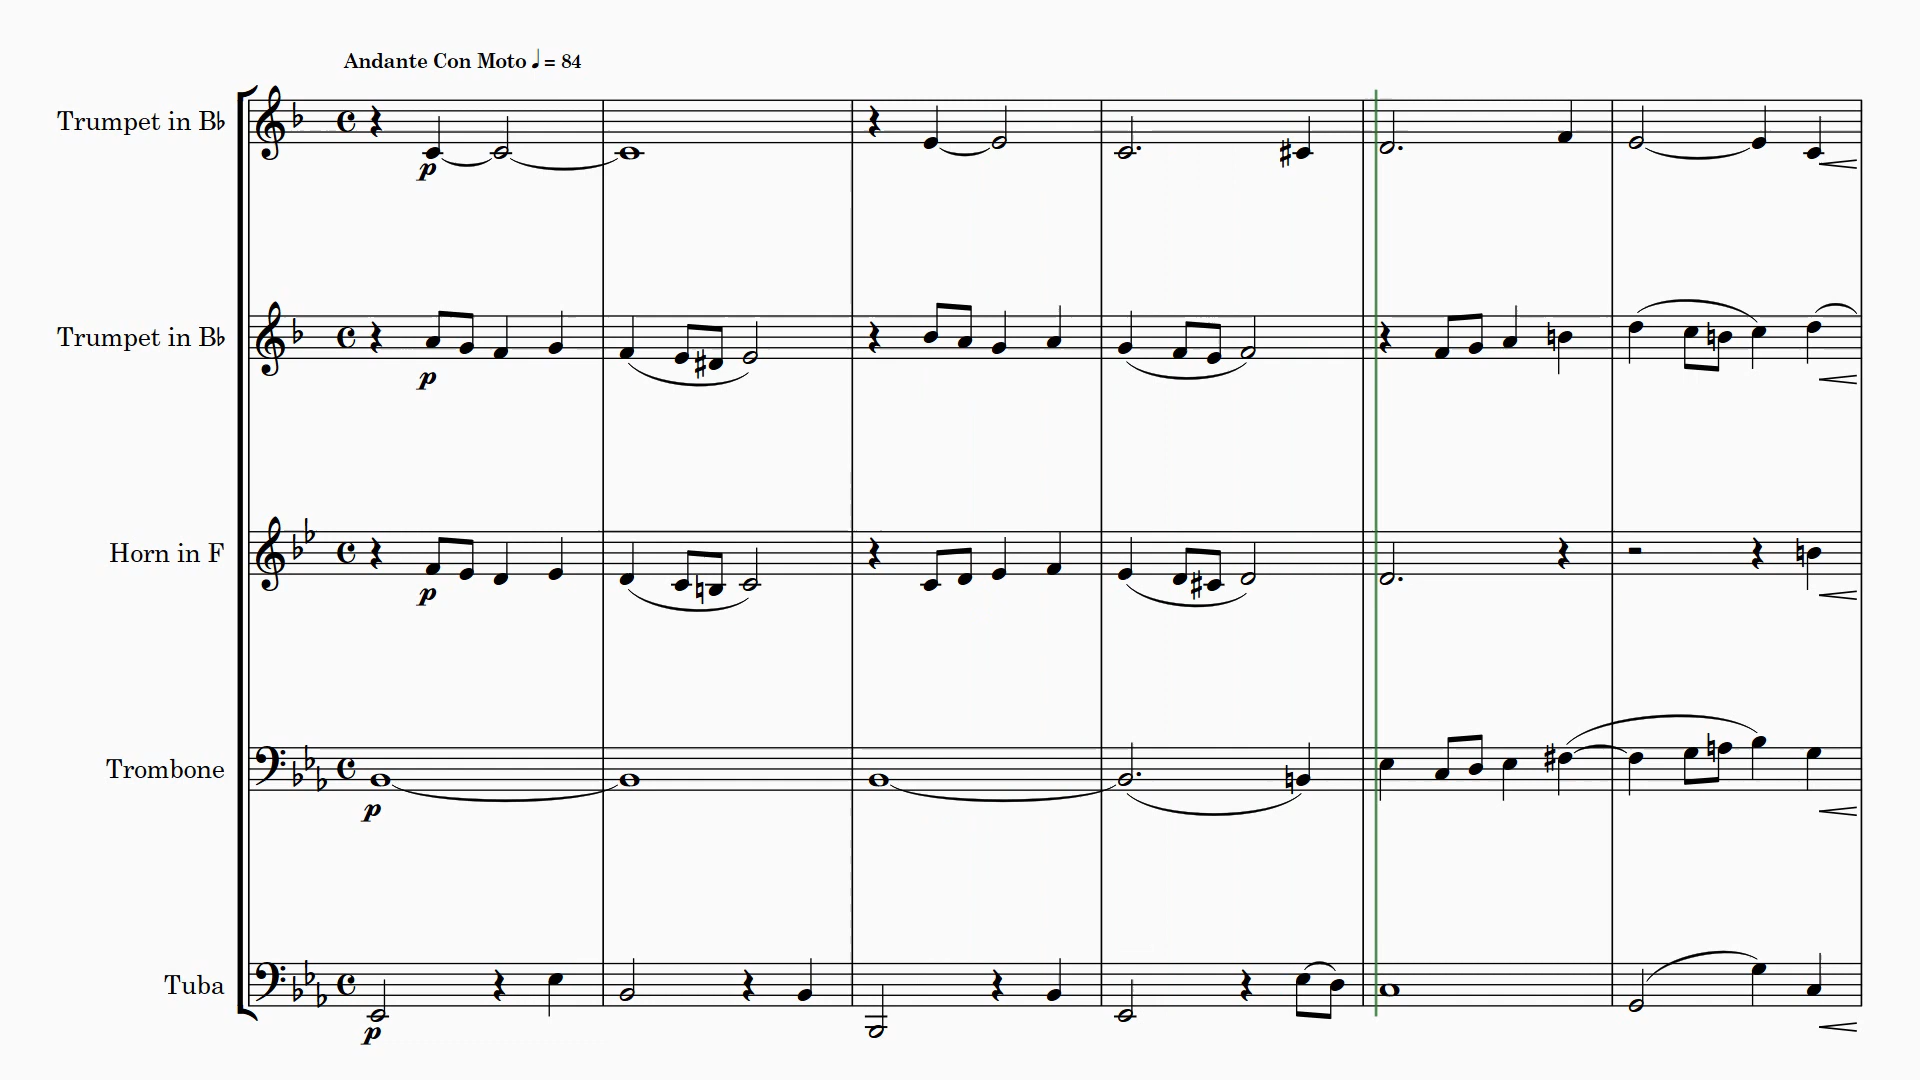 Andante Con Moto ♩ = 84
Trumpet in B♭
p
Trumpet in B♭
p
Horn in F
p
Trombone
p
Tuba
p